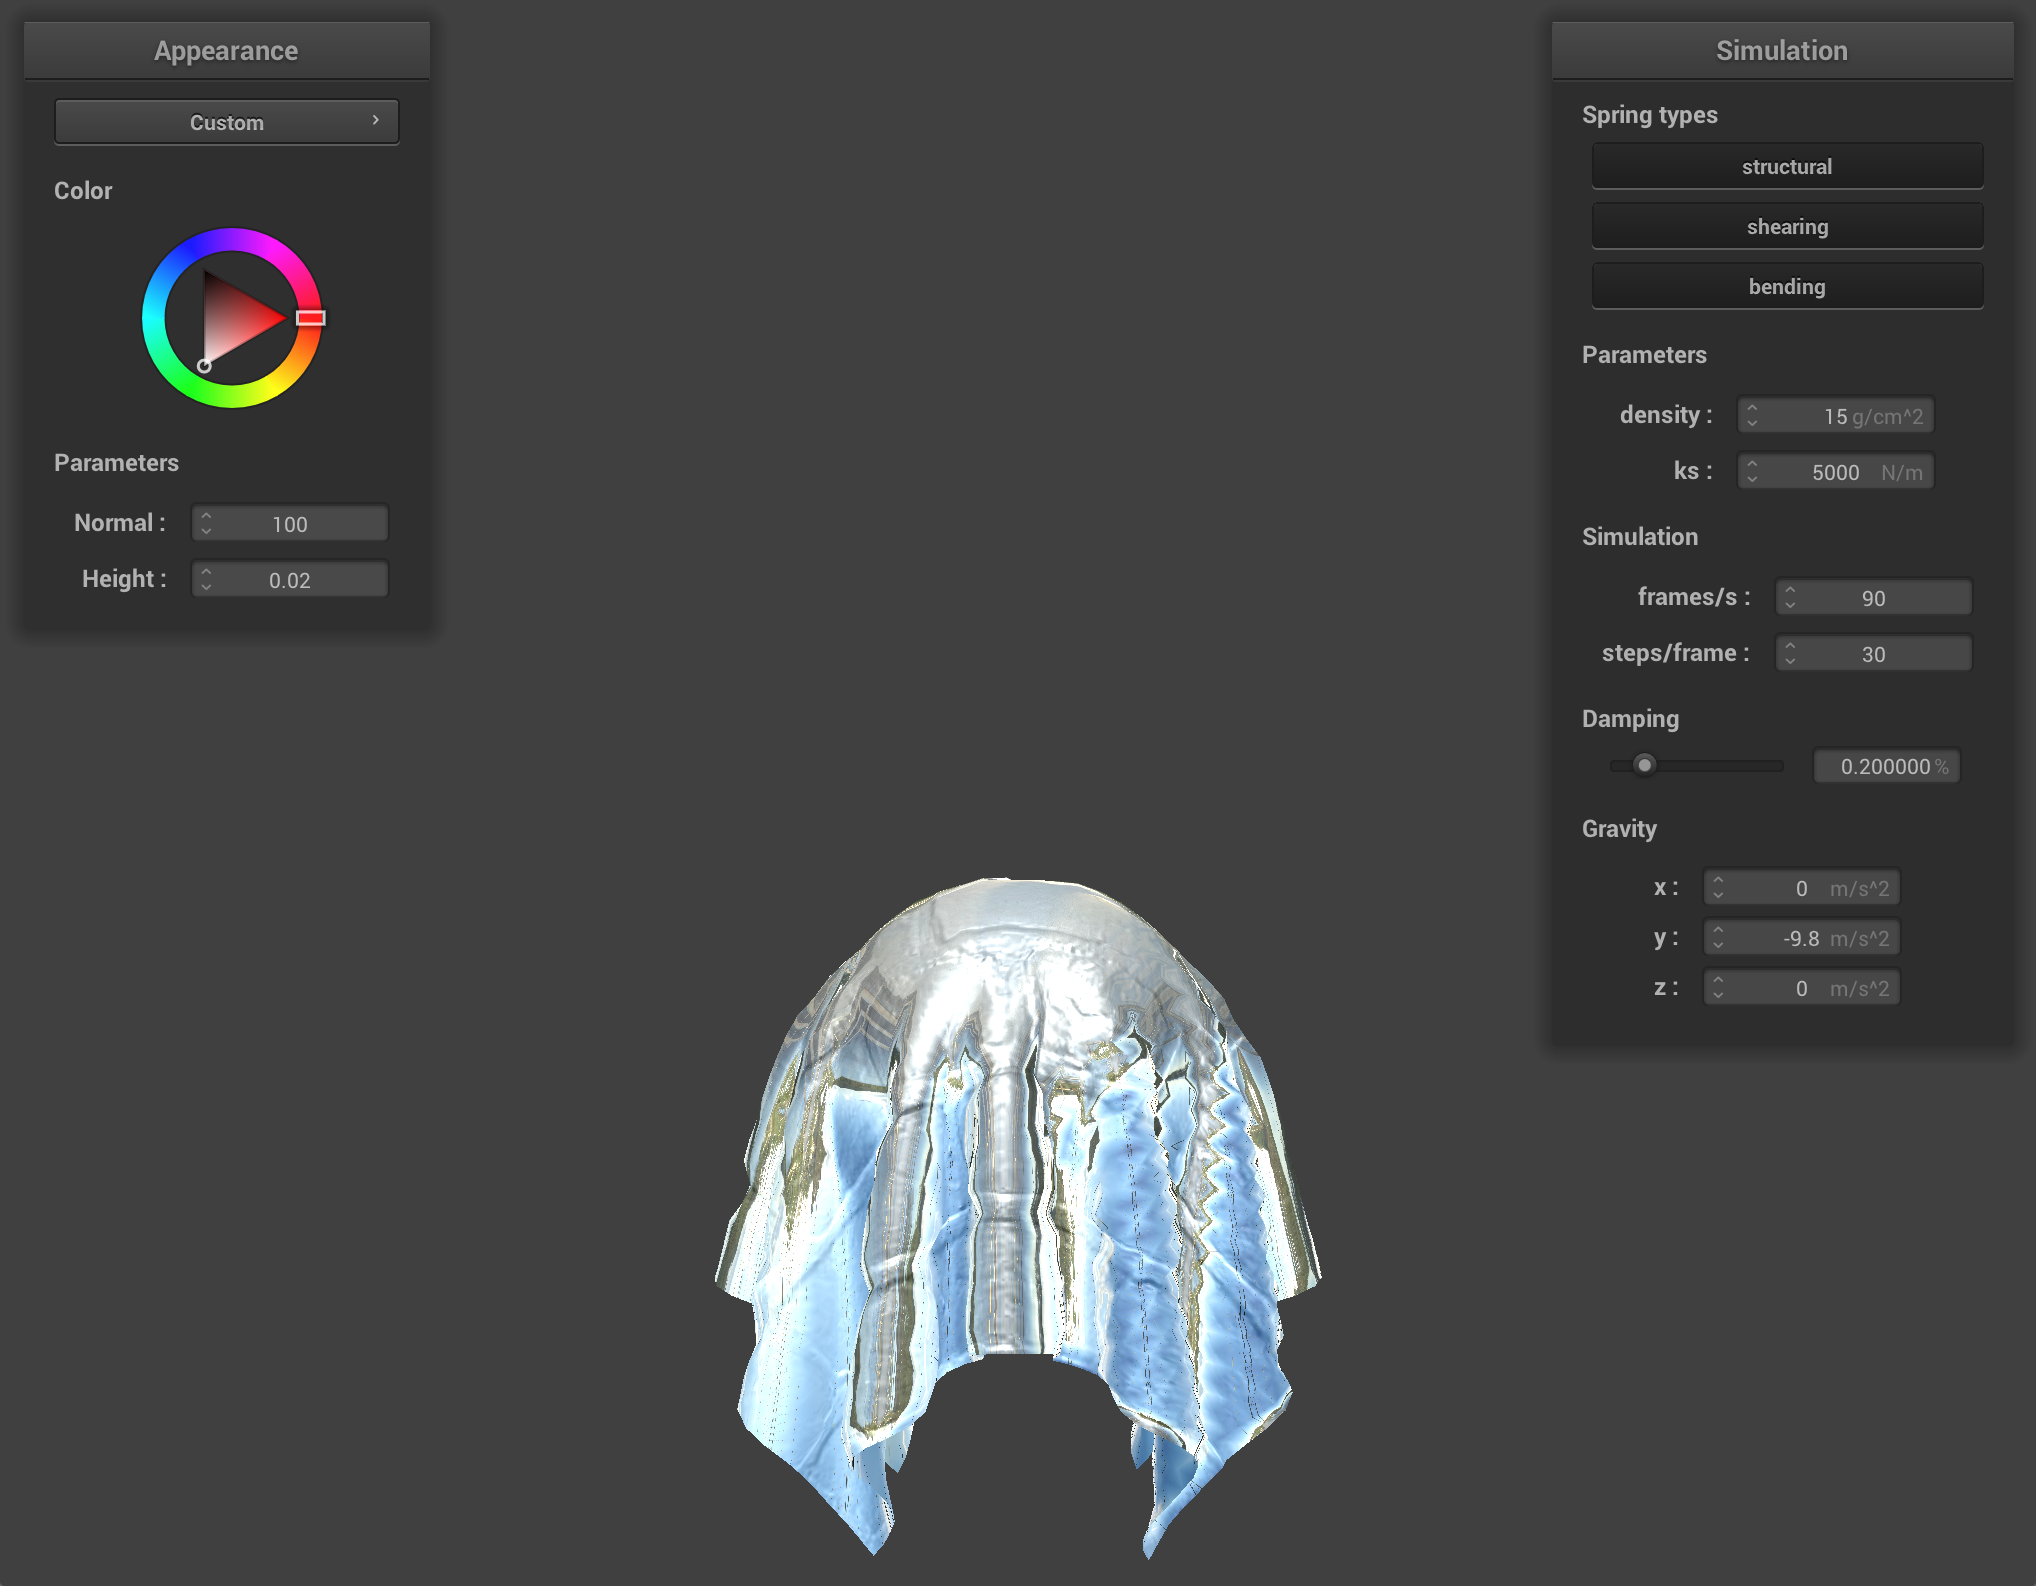 Appearance
Custom
Color
Parameters
Normal : 100
Height : 0.02
Simulation
Spring types
structural
shearing
bending
Parameters
density : 15 g/cm^2
ks : 5000 N/m
Simulation
frames/s : 90
steps/frame : 30
Damping
0.200000 %
Gravity
x : 0 m/s^2
y : -9.8 m/s^2
z : 0 m/s^2